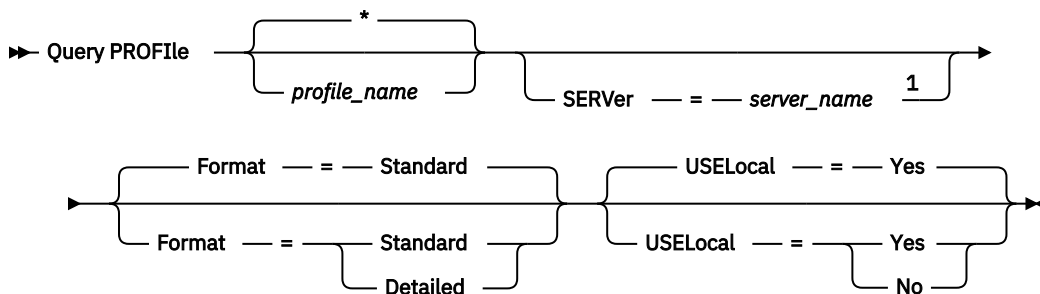 *
Query PROFIle
profile_name
SERVer = server_name 1
Format = Standard
USELocal = Yes
Format = Standard
Detailed
USELocal = Yes
No